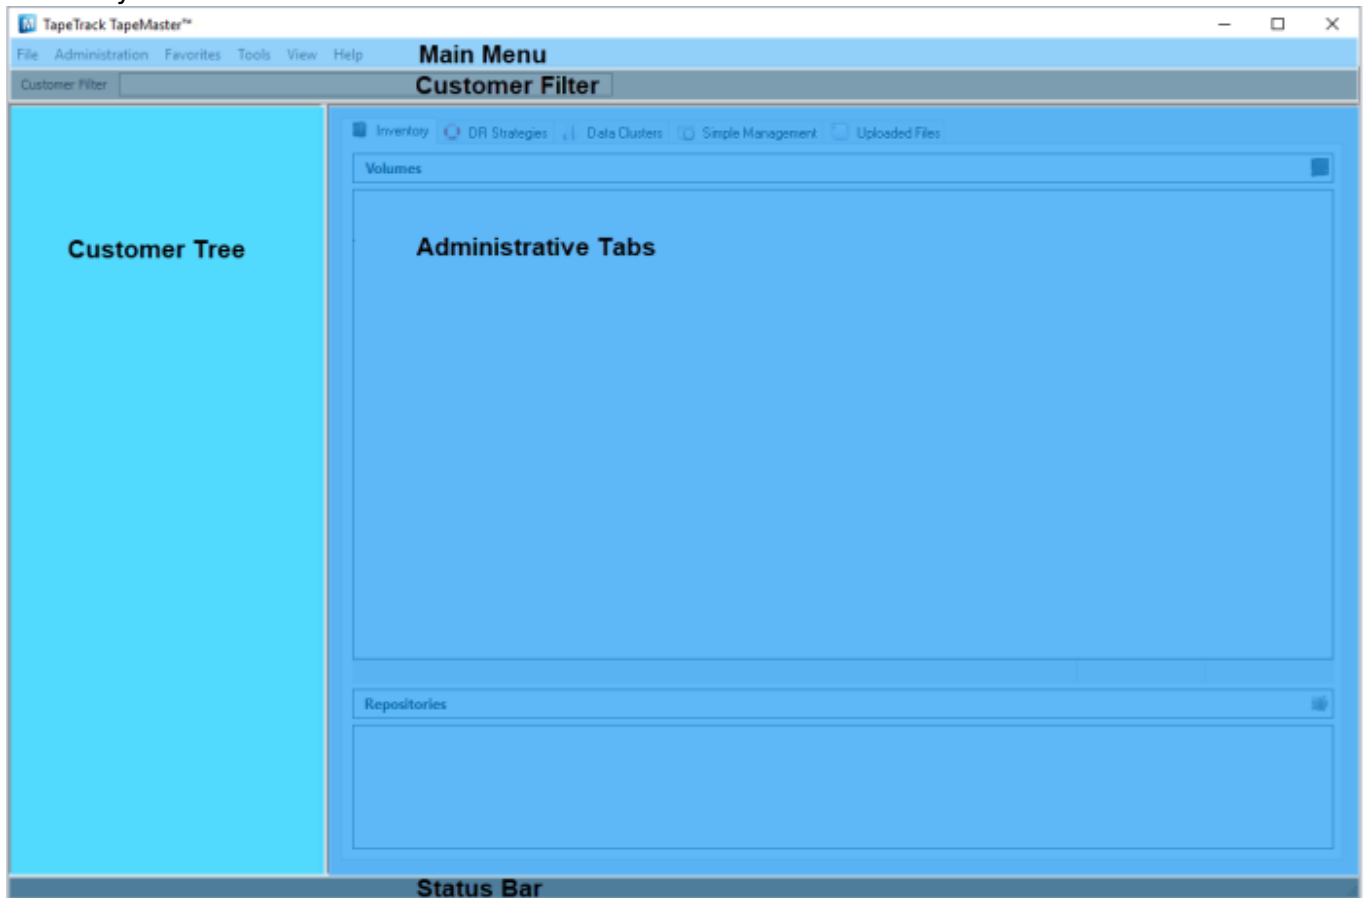 TapeTrack TapeMaster™
File Administration Favorites Tools View Help Main Menu
Customer Filter Customer Filter
Inventory DR Strategies Data Clusters Simple Management Uploaded Files
Volumes
Customer Tree Administrative Tabs
Repositories
Status Bar